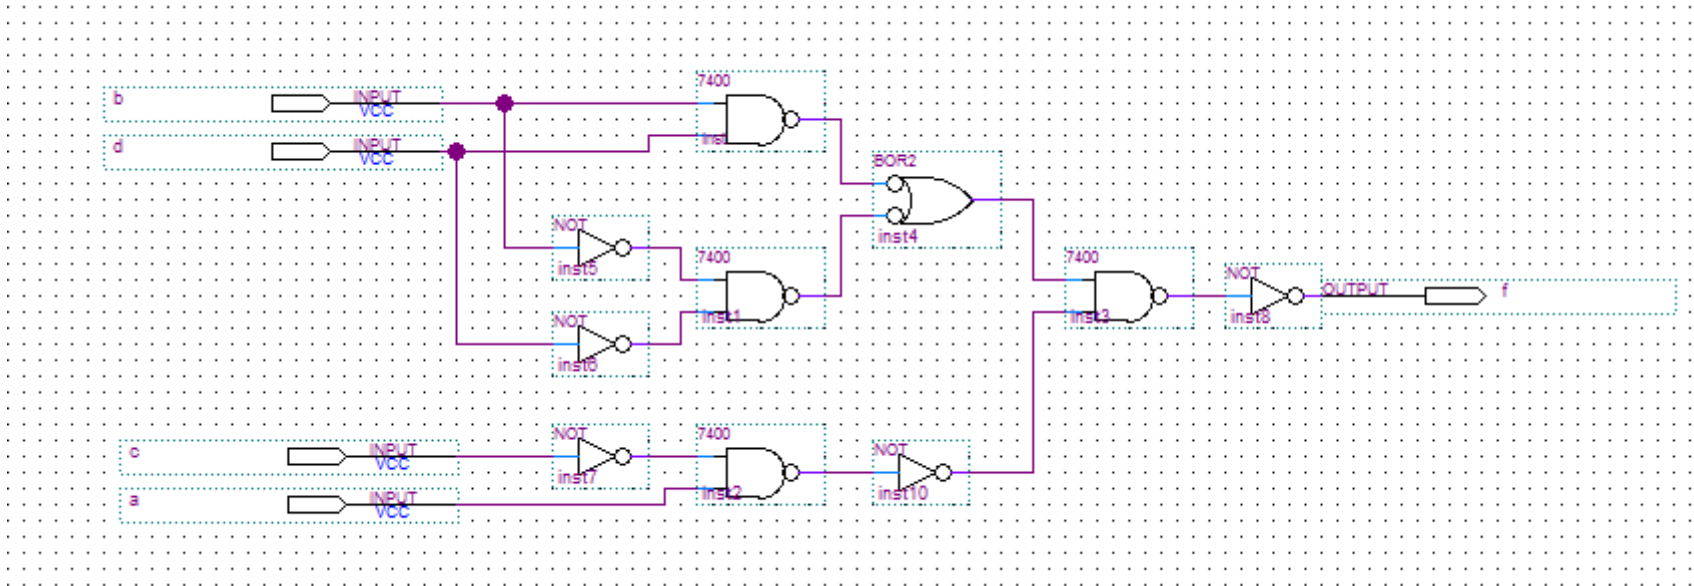 7400
b
INPUT
VCC
inst
d
INPUT
VCC
BOR2
inst4
NOT
inst5
7400
inst1
7400
inst3
NOT
inst8
OUTPUT
f
NOT
inst6
c
INPUT
VCC
NOT
inst7
7400
inst2
NOT
inst10
a
INPUT
VCC